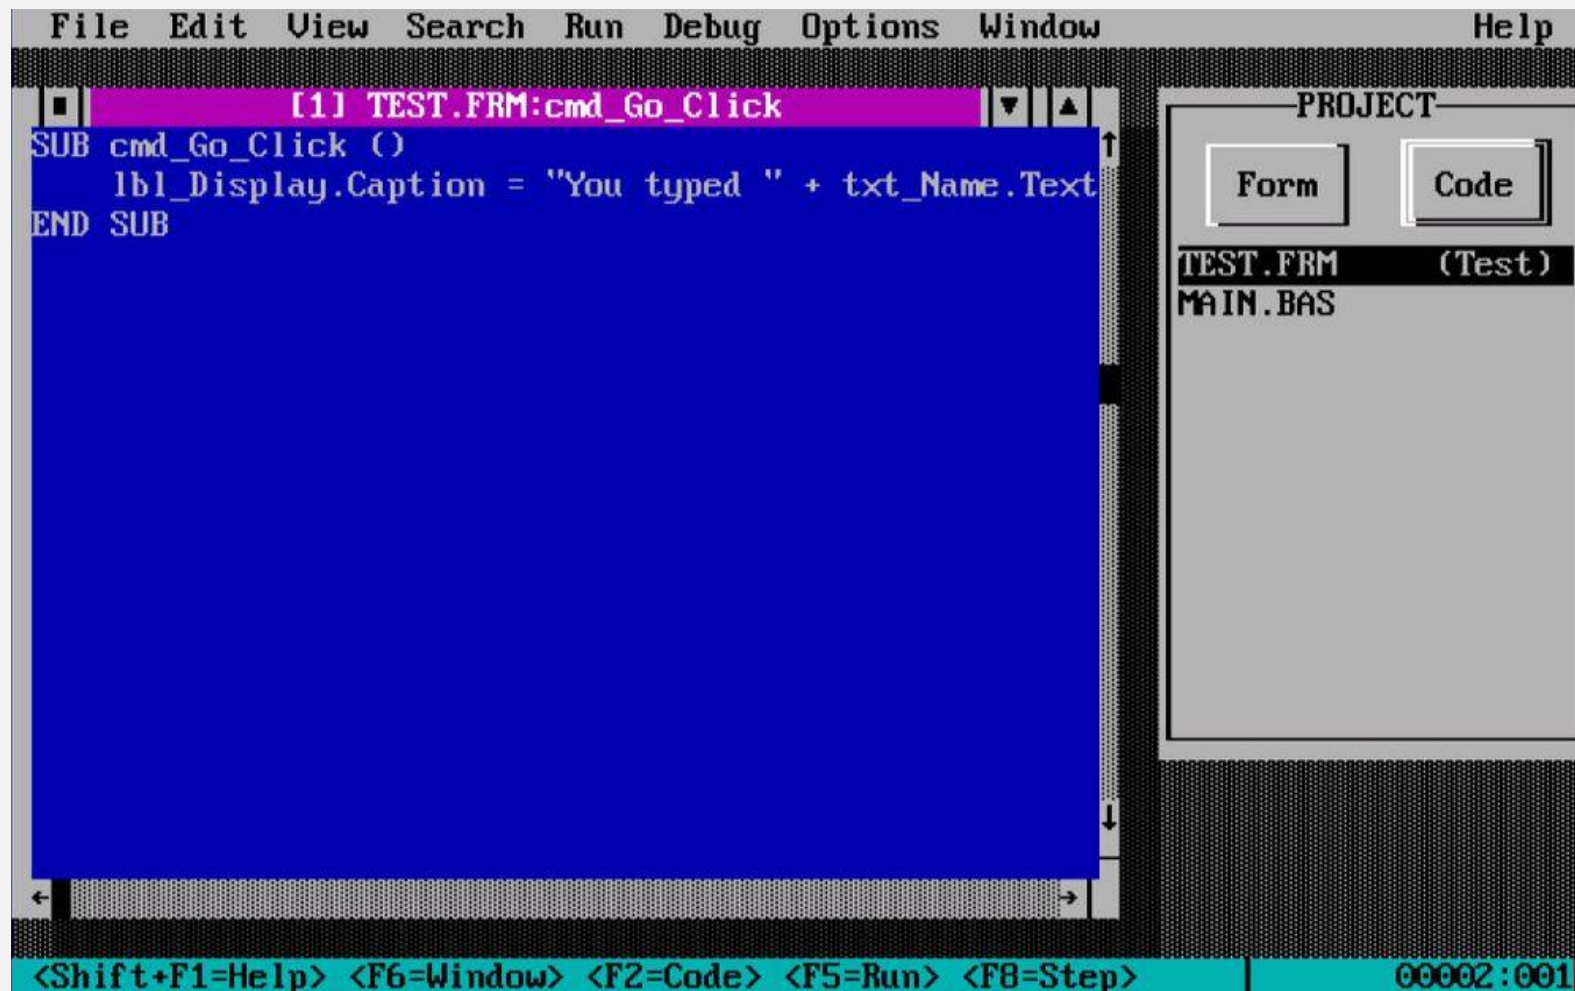 File Edit View Search Run Debug Options Window Help
[1] TEST.FRM:cmd_Go_Click
SUB cmd_Go_Click ()
lbl_Display.Caption = "You typed " + txt_Name.Text
END SUB
PROJECT
Form Code
TEST.FRM (Test)
MAIN.BAS
<Shift+F1=Help> <F6=Window> <F2=Code> <F5=Run> <F8=Step> 00002:001